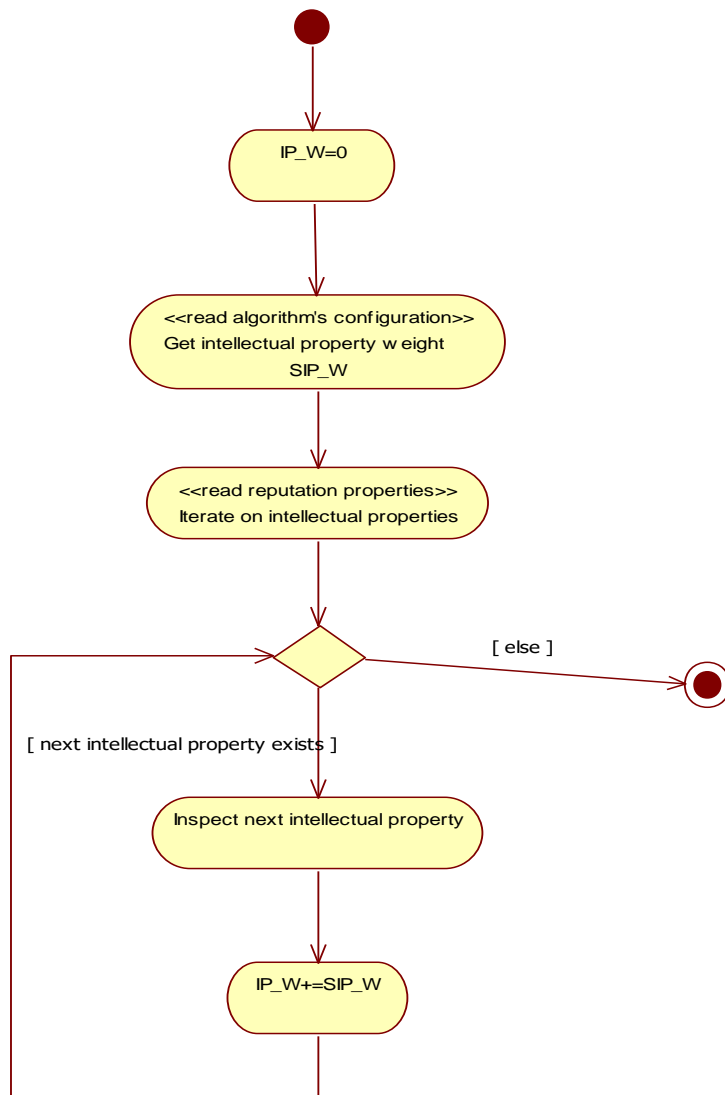 IP_W=0
<<read algorithm's configuration>>
Get intellectual property weight
SIP_W
<<read reputation properties>>
Iterate on intellectual properties
[ else ]
[ next intellectual property exists ]
Inspect next intellectual property
IP_W+=SIP_W